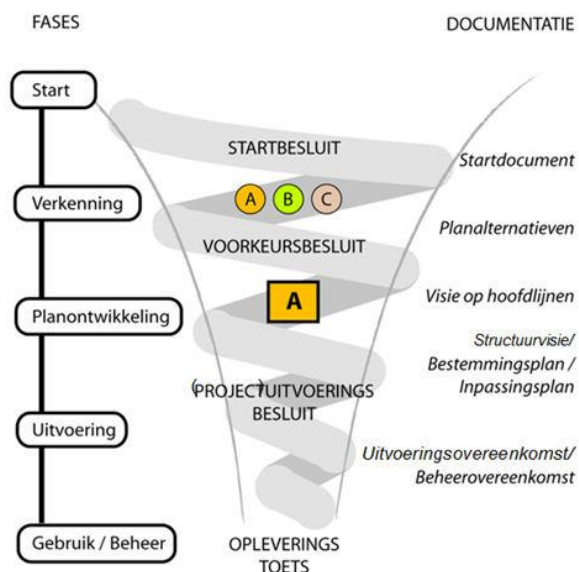 FASES
DOCUMENTATIE
Start
STARTBESLUIT
Startdocument
Verkenning
A B C
Planalternatieven
VOORKEURSBESLUIT
A
Visie op hoofdlijnen
Planontwikkeling
Structuurvisie/
Bestemmingsplan /
Inpassingsplan
(PROJECT)UITVOERINGS
BESLUIT
Uitvoering
Uitvoeringsovereenkomst/
Beheerovereenkomst
Gebruik / Beheer
OPLEVERINGS
TOETS